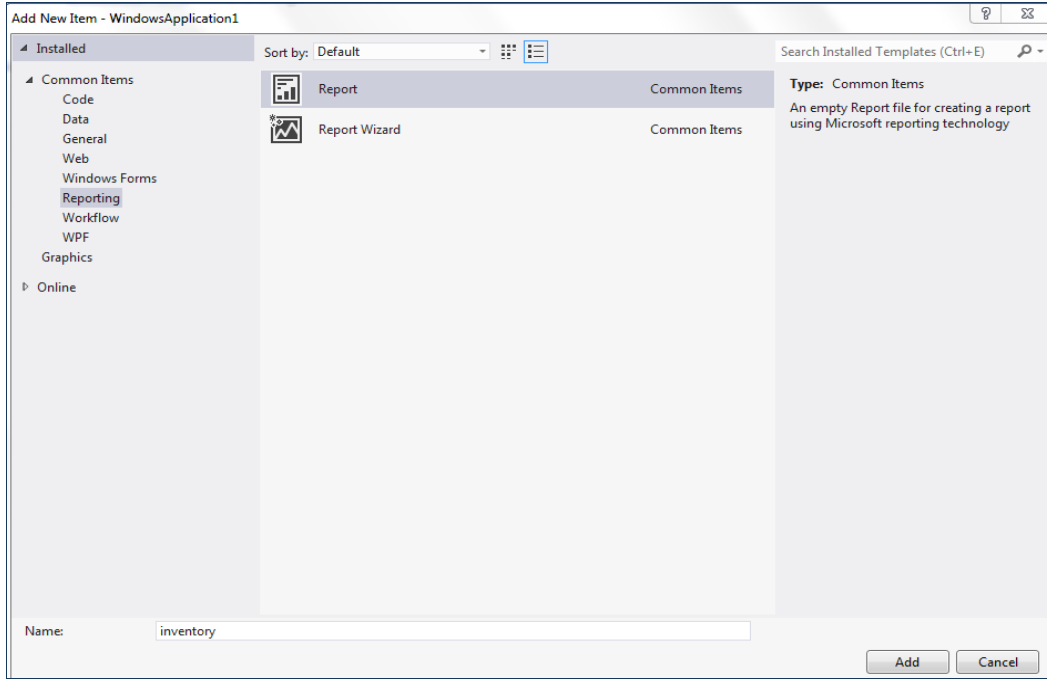 Add New Item - WindowsApplication1
Installed
Sort by: Default
Search Installed Templates (Ctrl+E)
Common Items
Code
Data
General
Web
Windows Forms
Reporting
Workflow
WPF
Graphics
Online
Report Common Items
Report Wizard Common Items
Type: Common Items
An empty Report file for creating a report
using Microsoft reporting technology
Name: inventory
Add Cancel